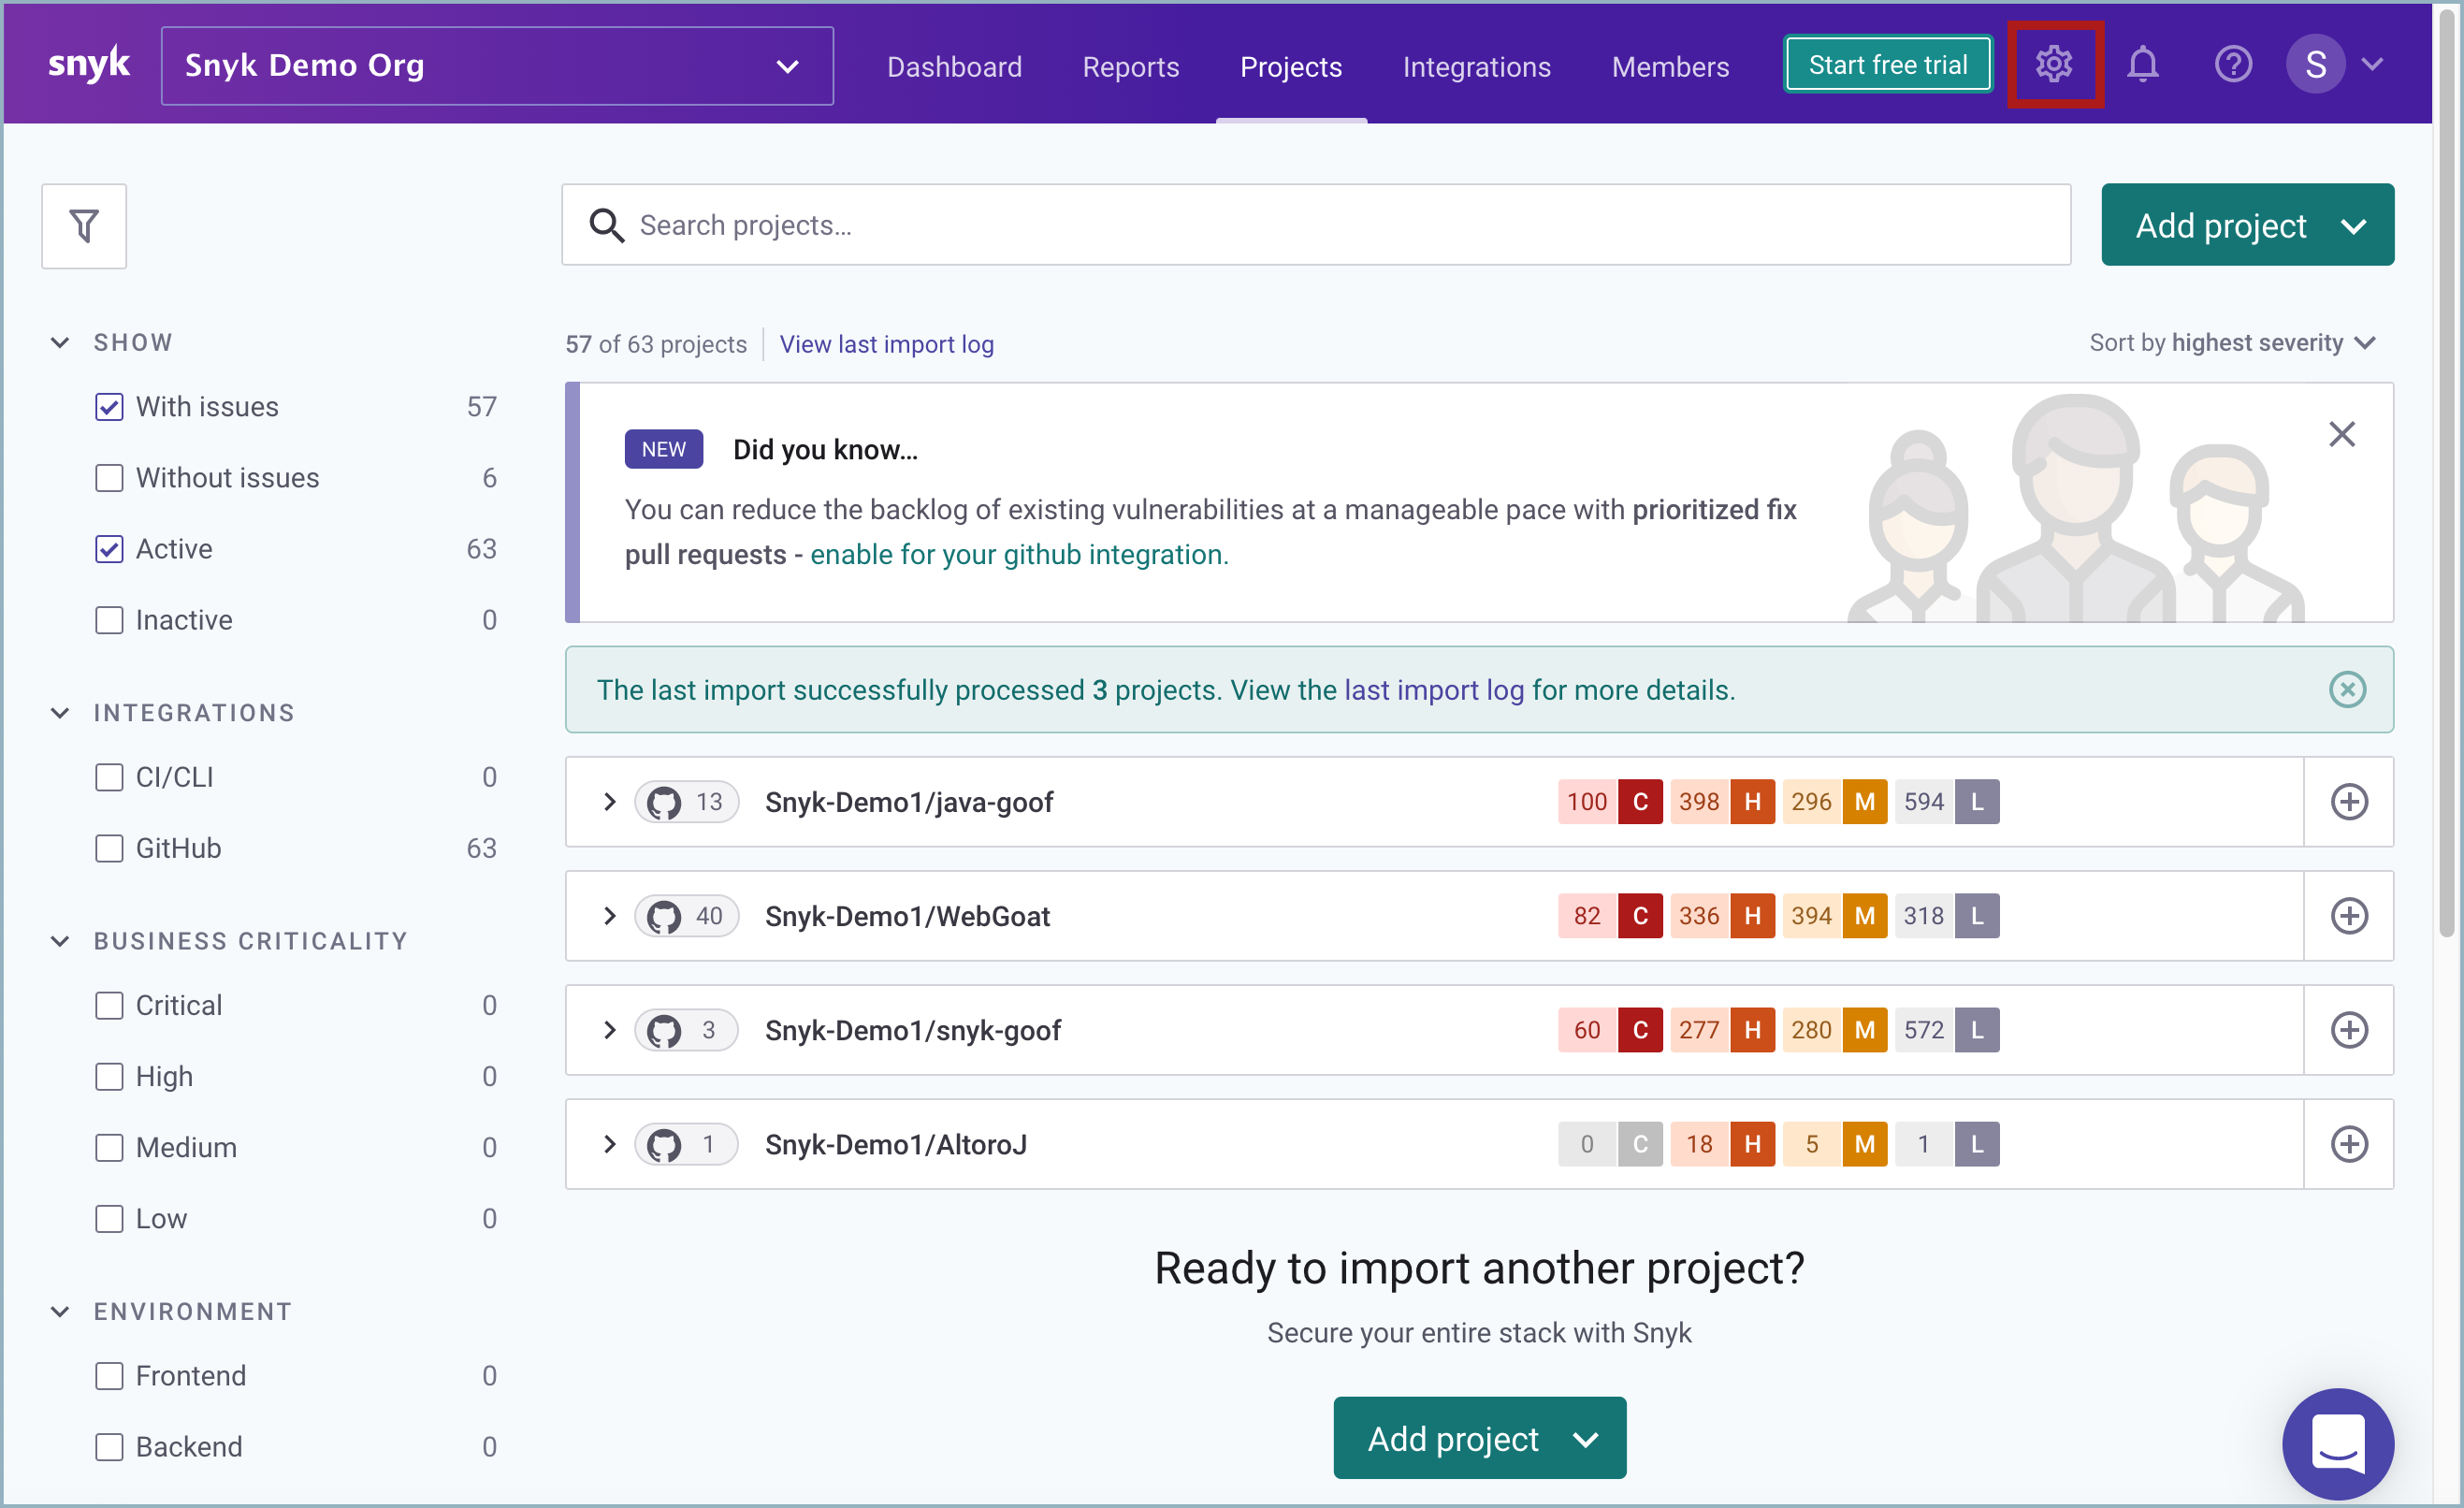 snyk
Snyk Demo Org
Dashboard
Reports
Projects
Integrations
Members
Start free trial
S
Search projects...
Add project
57 of 63 projects
View last import log
Sort by highest severity
SHOW
With issues 57
Without issues 6
Active 63
Inactive 0
INTEGRATIONS
CI/CLI 0
GitHub 63
BUSINESS CRITICALITY
Critical 0
High 0
Medium 0
Low 0
ENVIRONMENT
Frontend 0
Backend 0
NEW Did you know...
You can reduce the backlog of existing vulnerabilities at a manageable pace with prioritized fix
pull requests - enable for your github integration.
The last import successfully processed 3 projects. View the last import log for more details.
13 Snyk-Demo1/java-goof 100 C 398 H 296 M 594 L
40 Snyk-Demo1/WebGoat 82 C 336 H 394 M 318 L
3 Snyk-Demo1/snyk-goof 60 C 277 H 280 M 572 L
1 Snyk-Demo1/AltoroJ 0 C 18 H 5 M 1 L
Ready to import another project?
Secure your entire stack with Snyk
Add project